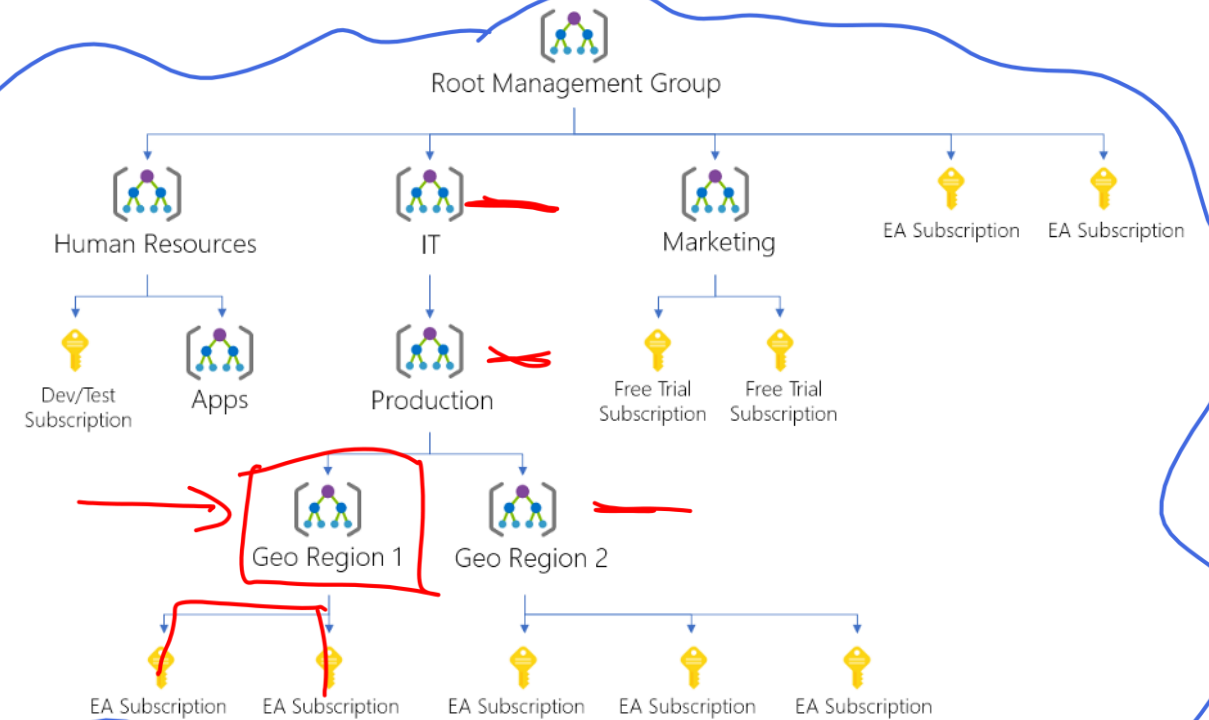 Root Management Group
Human Resources
IT
Marketing
EA Subscription
EA Subscription
Dev/Test
Subscription
Apps
Production
Free Trial
Subscription
Free Trial
Subscription
Geo Region 1
Geo Region 2
EA Subscription
EA Subscription
EA Subscription
EA Subscription
EA Subscription